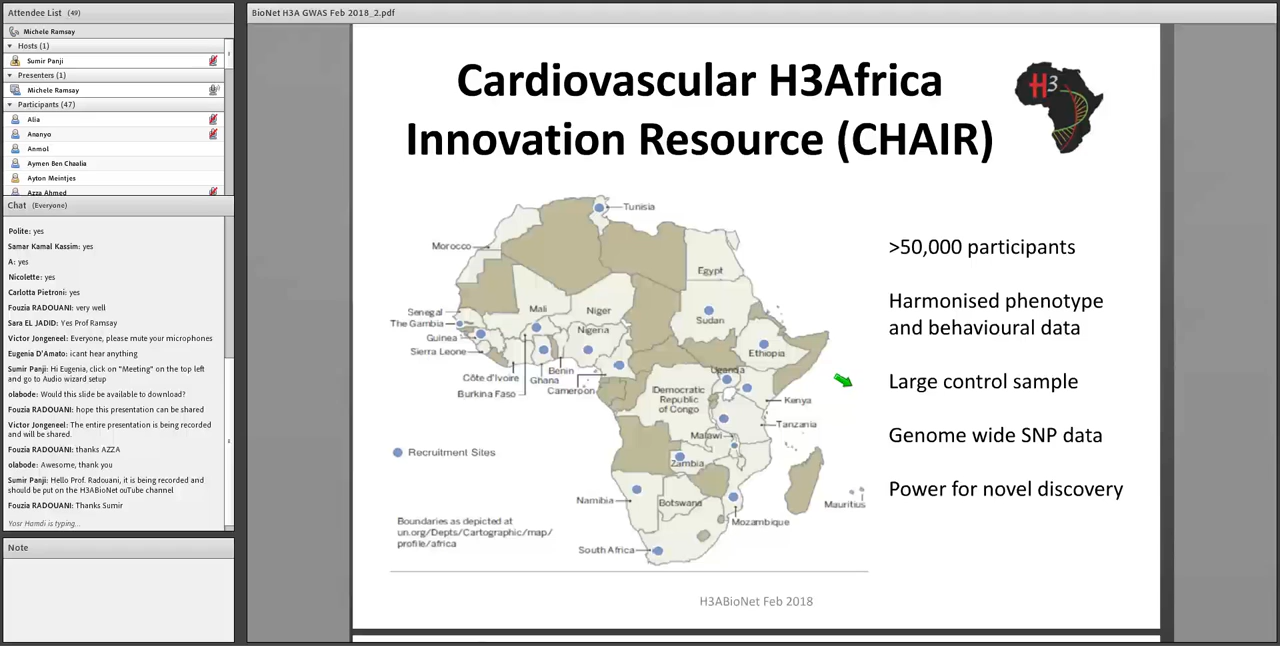 Attendee List (49)
Michele Ramsay
Hosts (1)
Sumir Panji
Presenters (1)
Michele Ramsay
Participants (47)
Alia
Ananyo
Anmol
Aymen Ben Chaalia
Ayton Meintjes
Azza Ahmed
Chat (Everyone)
Polite: yes
Samar Kamal Kassim: yes
A: yes
Nicolette: yes
Carlotta Pietroni: yes
Fouzia RADOUANI: very well
Sara EL JADID: Yes Prof Ramsay
Victor Jongeneel: Everyone, please mute your microphones
Eugenia D'Amato: icant hear anything
Sumir Panji: Hi Eugenia, click on "Meeting" on the top left
and go to Audio wizard setup
olabode: Would this slide be available to download?
Fouzia RADOUANI: hope this presentation can be shared
Victor Jongeneel: The entire presentation is being recorded
and will be shared.
Fouzia RADOUANI: thanks AZZA
olabode: Awesome, thank you
Sumir Panji: Hello Prof. Radouani, it is being recorded and
should be put on the H3ABioNet ouTube channel
Fouzia RADOUANI: Thanks Sumir
Yosr Hamdi is typing...
Note
BioNet H3A GWAS Feb 2018_2.pdf
Cardiovascular H3Africa
Innovation Resource (CHAIR)
H3
Tunisia
Morocco
Egypt
Senegal
The Gambia
Guinea
Sierra Leone
Mali
Niger
Nigeria
Sudan
Ethiopia
Côte d'Ivoire
Burkina Faso
Ghana
Benin
Cameroon
Democratic
Republic
of Congo
Uganda
Kenya
Tanzania
Malawi
Zambia
Namibia
Botswana
Mozambique
Mauritius
South Africa
Recruitment Sites
Boundaries as depicted at
un.org/Depts/Cartographic/map/
profile/africa
>50,000 participants
Harmonised phenotype
and behavioural data
Large control sample
Genome wide SNP data
Power for novel discovery
H3ABioNet Feb 2018